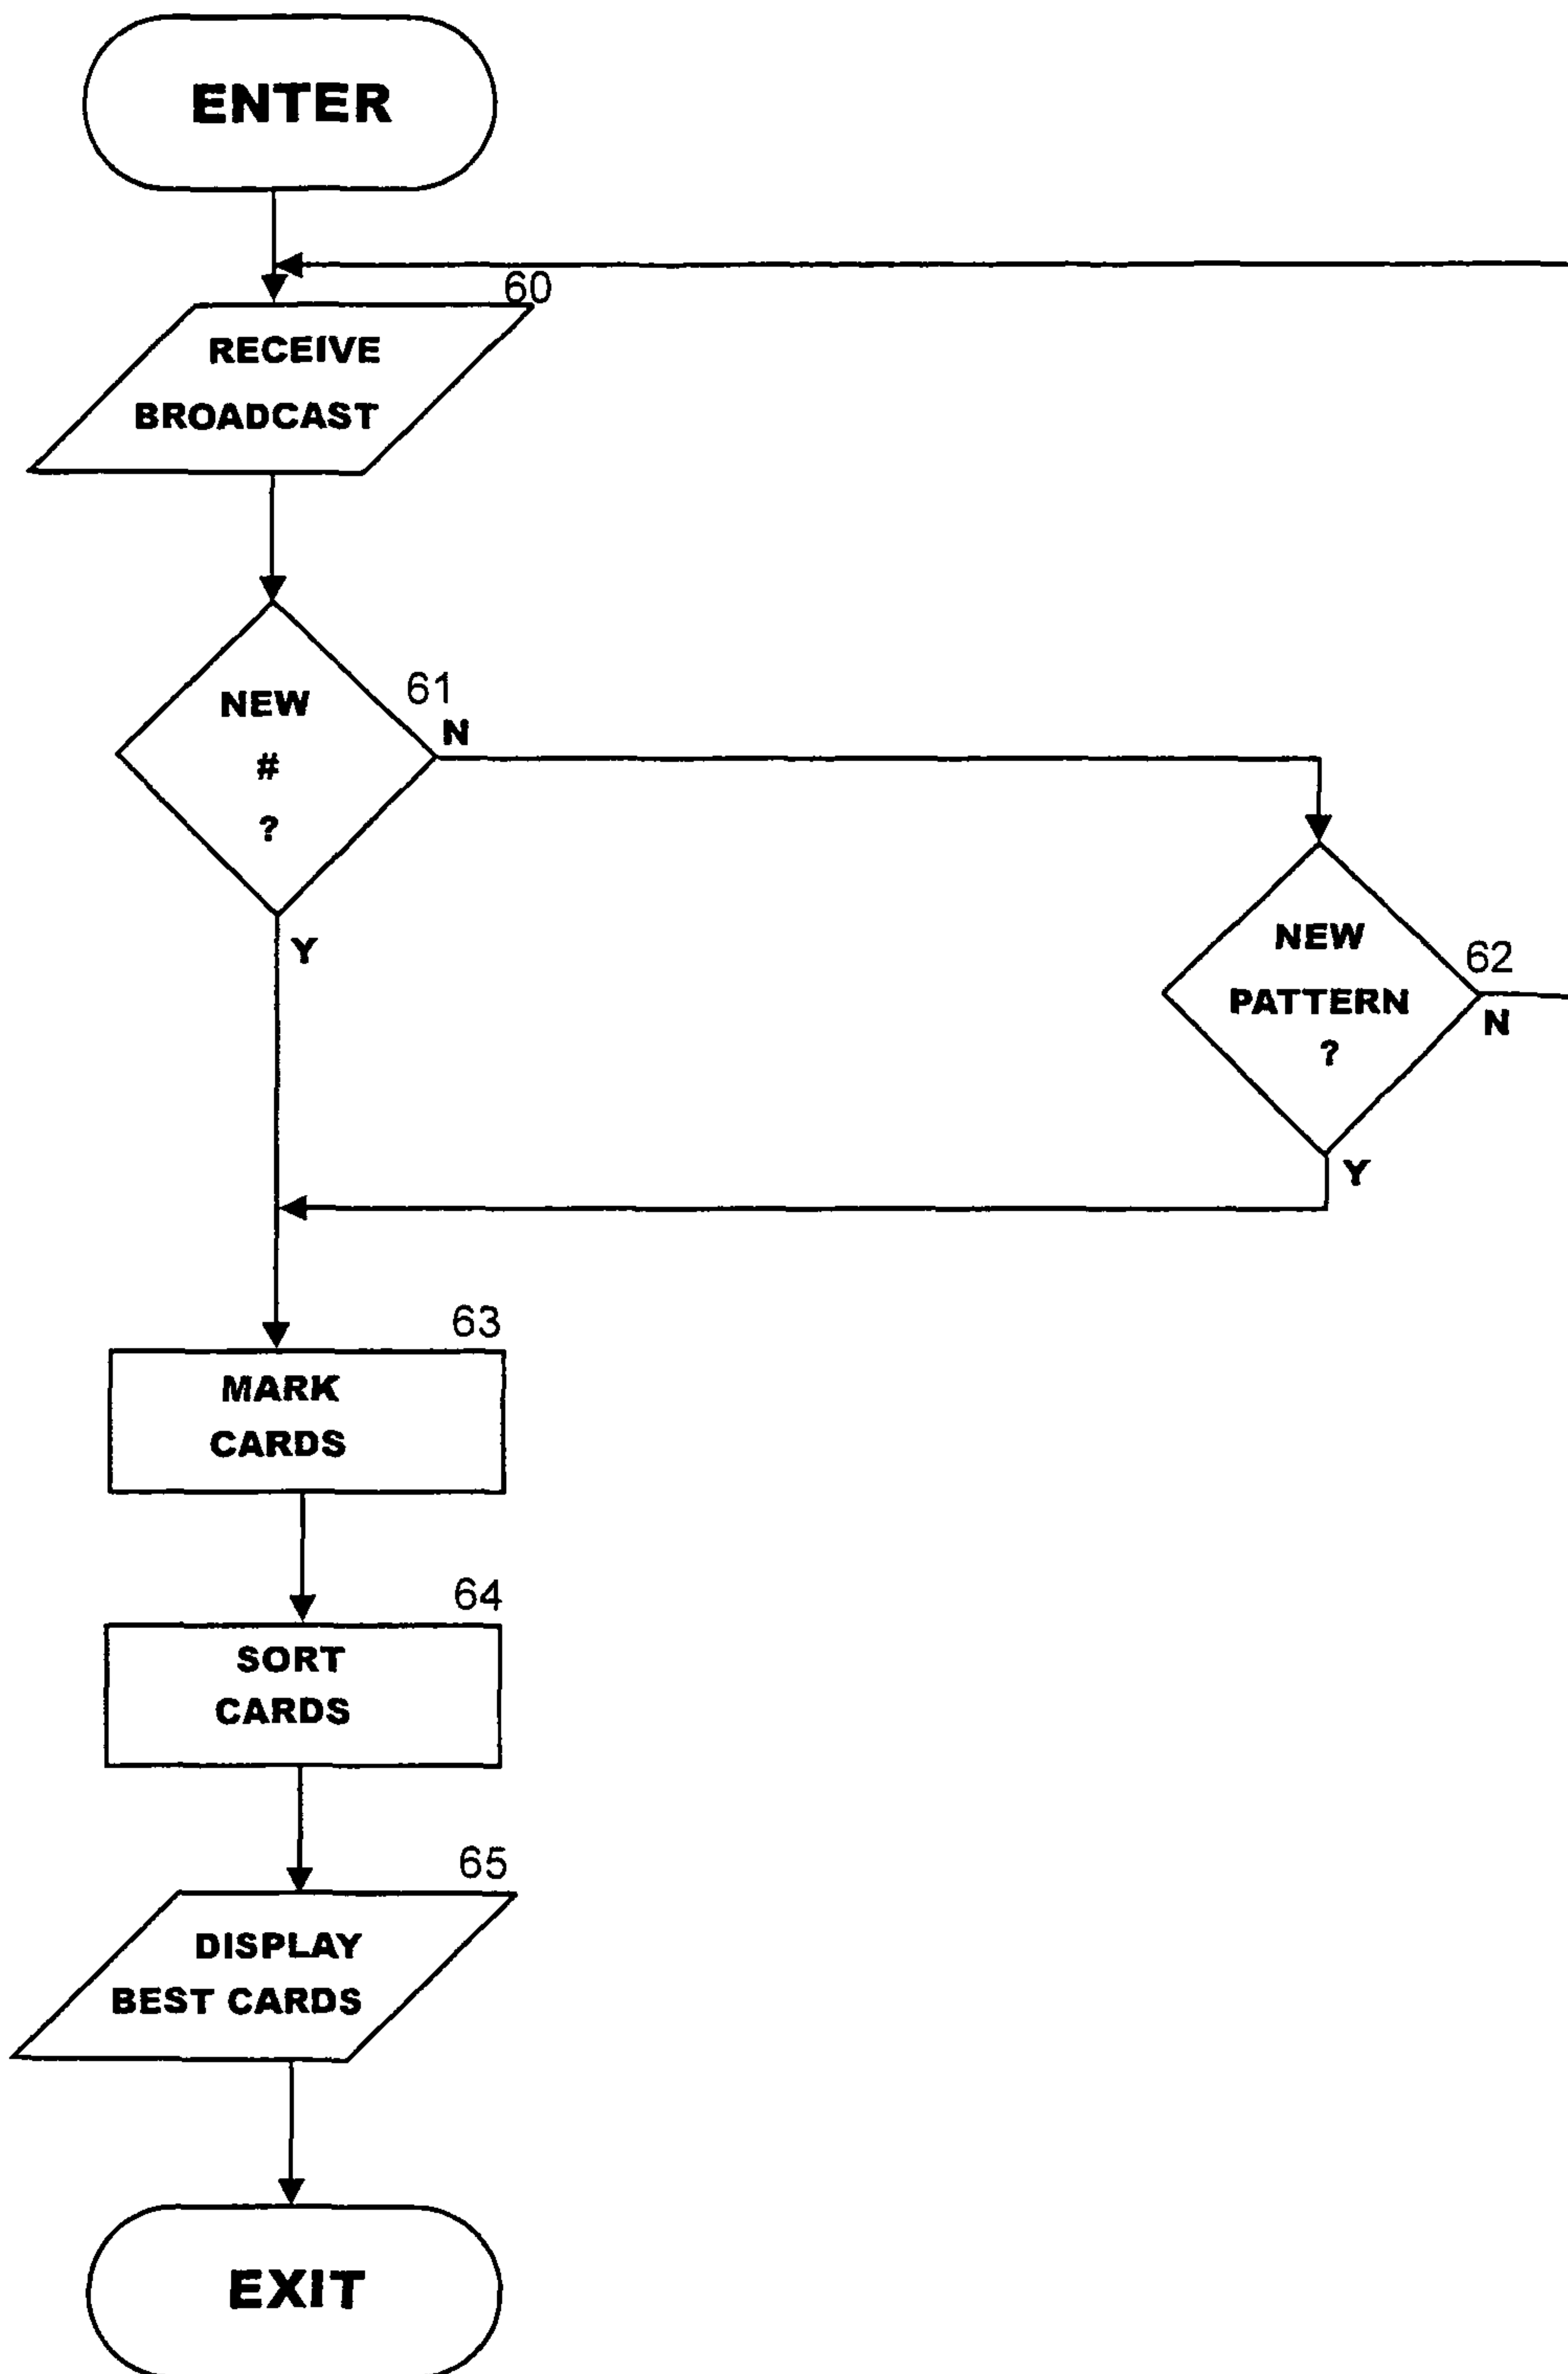 ENTER
60
RECEIVE
BROADCAST
61
NEW
#
?
N
Y
NEW
PATTERN
?
62
N
Y
63
MARK
CARDS
64
SORT
CARDS
65
DISPLAY
BEST CARDS
EXIT